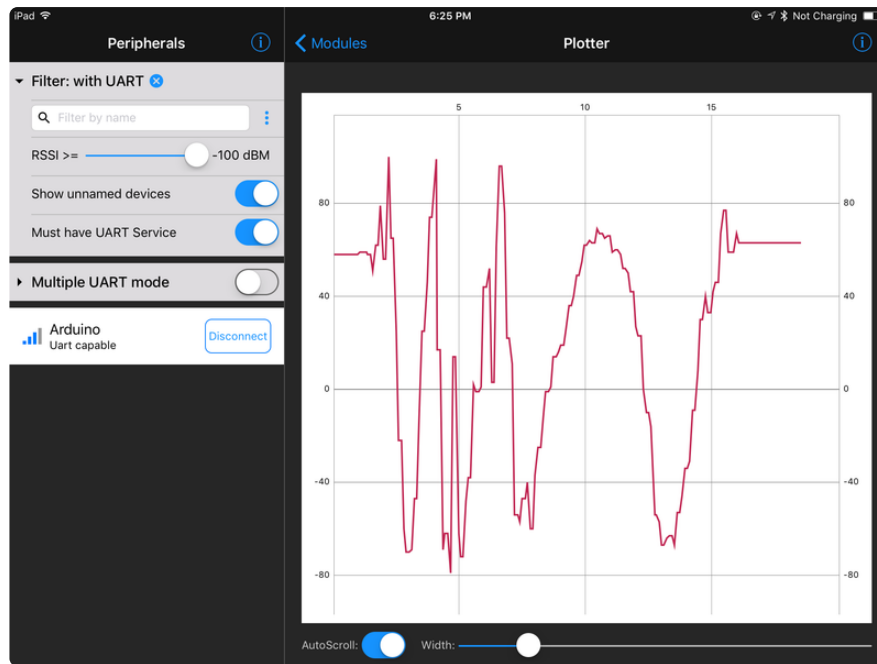 iPad 6:25 PM Not Charging
Peripherals
Modules Plotter
Filter: with UART
Filter by name
RSSI >= -100 dBM
Show unnamed devices
Must have UART Service
Multiple UART mode
Arduino
Uart capable
Disconnect
5 10 15
80 80
40 40
0 0
-40 -40
-80 -80
AutoScroll: Width: